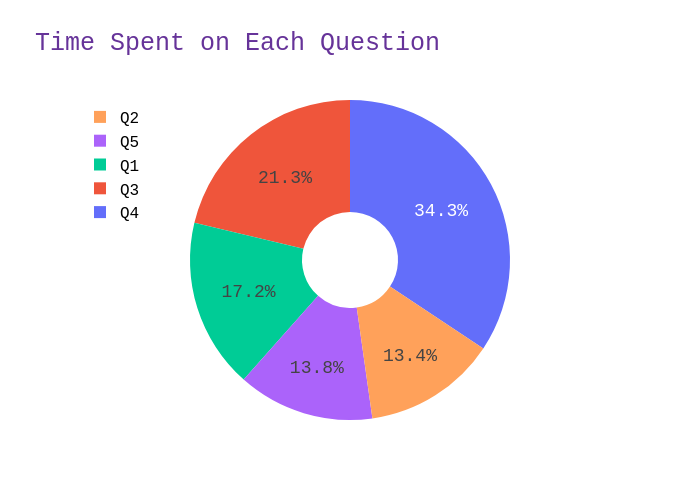 Time Spent on Each Question
Q2
Q5
Q1
Q3
Q4
21.3%
34.3%
17.2%
13.8%
13.4%